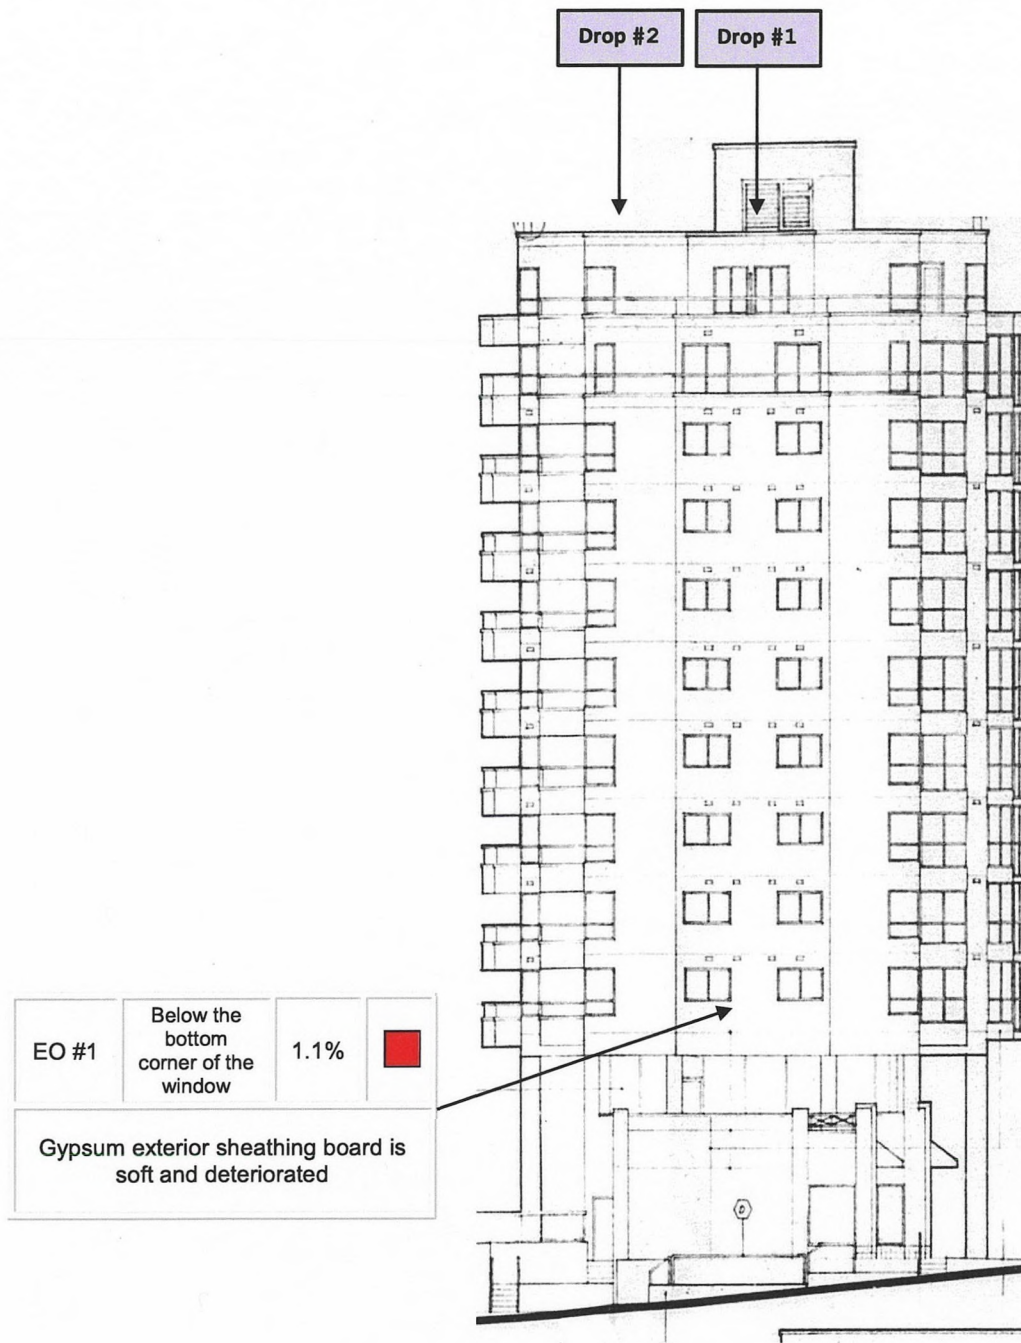 Drop #2
Drop #1
EO #1
Below the
bottom
corner of the
window
1.1%
Gypsum exterior sheathing board is
soft and deteriorated